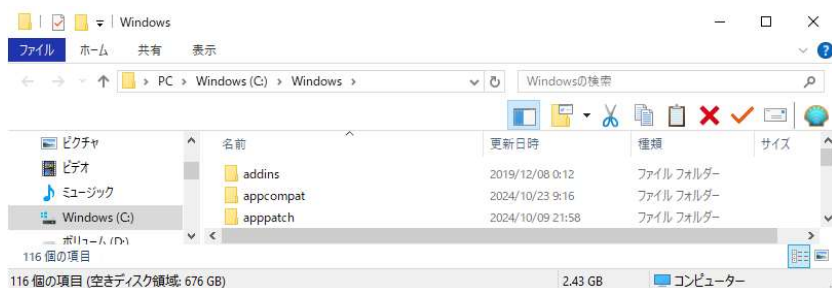 Windows
ファイル ホーム 共有 表示
PC Windows (C:) Windows Windowsの検索
ピクチャ 名前 更新日時 種類 サイズ
ビデオ addins 2019/12/08 0:12 ファイル フォルダー
ミュージック appcompat 2024/10/23 9:16 ファイル フォルダー
Windows (C:) apppatch 2024/10/09 21:58 ファイル フォルダー
ボリューム (D:)
116 個の項目
116 個の項目 (空きディスク領域: 676 GB) 2.43 GB コンピューター